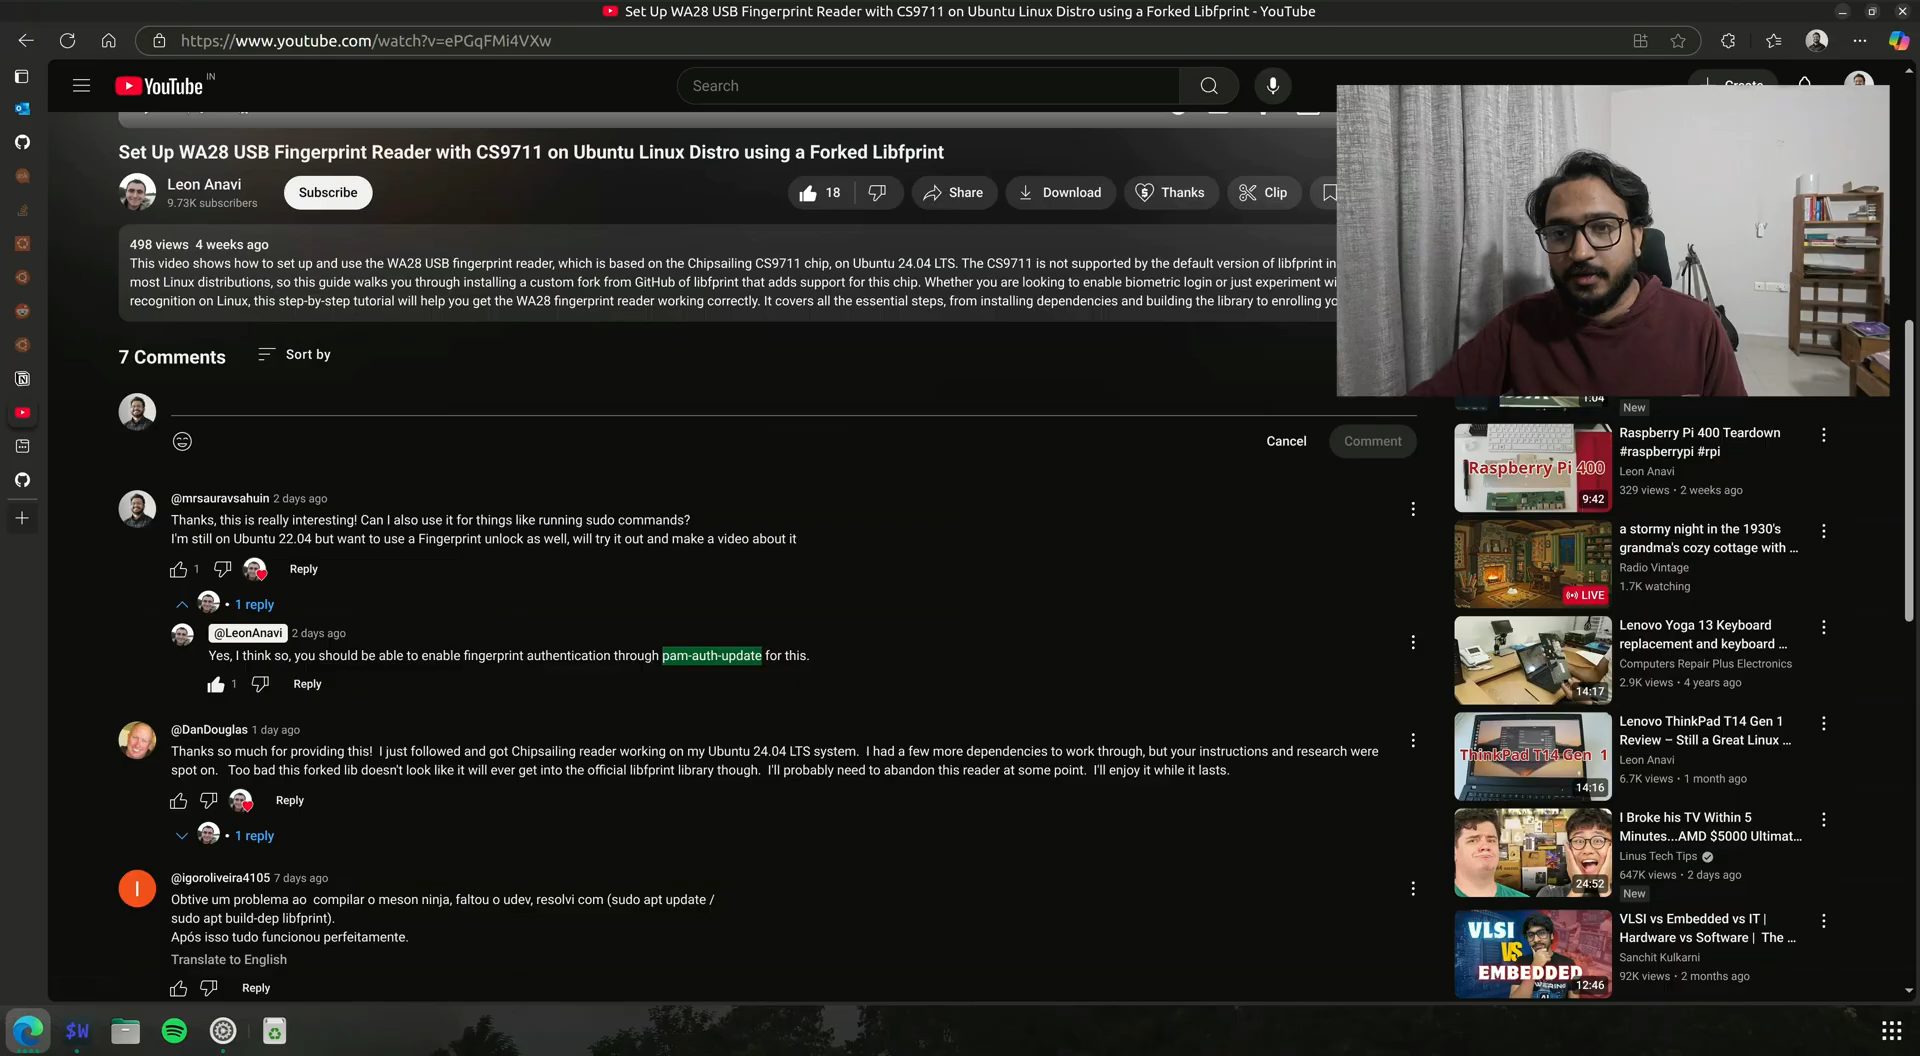 Set Up WA28 USB Fingerprint Reader with CS9711 on Ubuntu Linux Distro using a Forked Libfprint - YouTube
https://www.youtube.com/watch?v=ePGqFMi4VXw
YouTube IN
Search
Create
Set Up WA28 USB Fingerprint Reader with CS9711 on Ubuntu Linux Distro using a Forked Libfprint
Leon Anavi
9.73K subscribers
Subscribe
18
Share
Download
Thanks
Clip
498 views 4 weeks ago
This video shows how to set up and use the WA28 USB fingerprint reader, which is based on the Chipsailing CS9711 chip, on Ubuntu 24.04 LTS. The CS9711 is not supported by the default version of libfprint in
most Linux distributions, so this guide walks you through installing a custom fork from GitHub of libfprint that adds support for this chip. Whether you are looking to enable biometric login or just experiment wi
recognition on Linux, this step-by-step tutorial will help you get the WA28 fingerprint reader working correctly. It covers all the essential steps, from installing dependencies and building the library to enrolling yo
7 Comments
Sort by
Cancel
Comment
@mrsauravsahuin 2 days ago
Thanks, this is really interesting! Can I also use it for things like running sudo commands?
I'm still on Ubuntu 22.04 but want to use a Fingerprint unlock as well, will try it out and make a video about it
1
Reply
• 1 reply
@LeonAnavi 2 days ago
Yes, I think so, you should be able to enable fingerprint authentication through pam-auth-update for this.
1
Reply
@DanDouglas 1 day ago
Thanks so much for providing this! I just followed and got Chipsailing reader working on my Ubuntu 24.04 LTS system. I had a few more dependencies to work through, but your instructions and research were
spot on. Too bad this forked lib doesn't look like it will ever get into the official libfprint library though. I'll probably need to abandon this reader at some point. I'll enjoy it while it lasts.
Reply
• 1 reply
I
@igoroliveira4105 7 days ago
Obtive um problema ao compilar o meson ninja, faltou o udev, resolvi com (sudo apt update /
sudo apt build-dep libfprint).
Após isso tudo funcionou perfeitamente.
Translate to English
Reply
1:04
New
Raspberry Pi 400
9:42
Raspberry Pi 400 Teardown
#raspberrypi #rpi
Leon Anavi
329 views • 2 weeks ago
LIVE
a stormy night in the 1930's
grandma's cozy cottage with ...
Radio Vintage
1.7K watching
14:17
Lenovo Yoga 13 Keyboard
replacement and keyboard ...
Computers Repair Plus Electronics
2.9K views • 4 years ago
ThinkPad T14 Gen 1
14:16
Lenovo ThinkPad T14 Gen 1
Review – Still a Great Linux ...
Leon Anavi
6.7K views • 1 month ago
24:52
I Broke his TV Within 5
Minutes...AMD $5000 Ultimat...
Linus Tech Tips
647K views • 2 days ago
New
VLSI
VS
EMBEDDED
12:46
VLSI vs Embedded vs IT |
Hardware vs Software | The ...
Sanchit Kulkarni
92K views • 2 months ago
$W